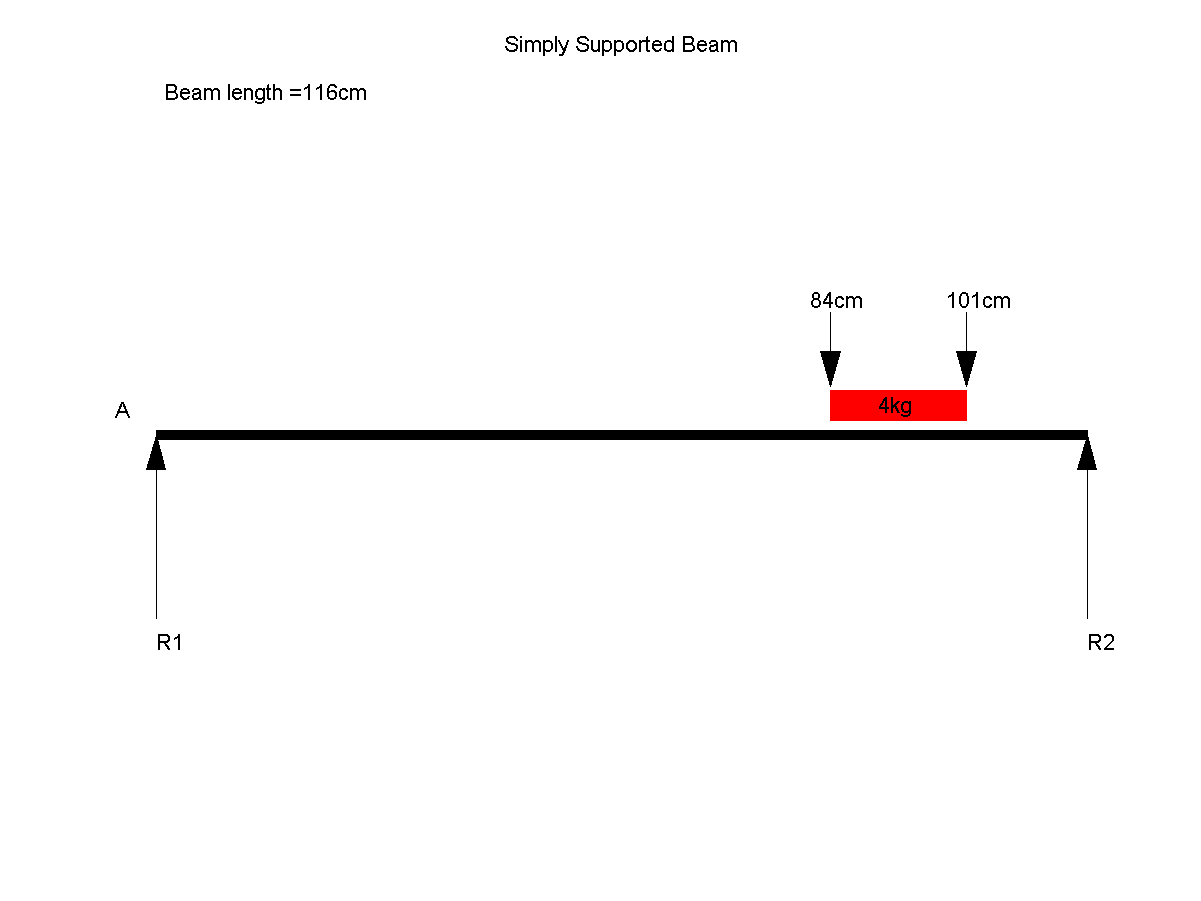 Simply Supported Beam
Beam length =116cm
84cm 101cm
4kg
A
R1 R2